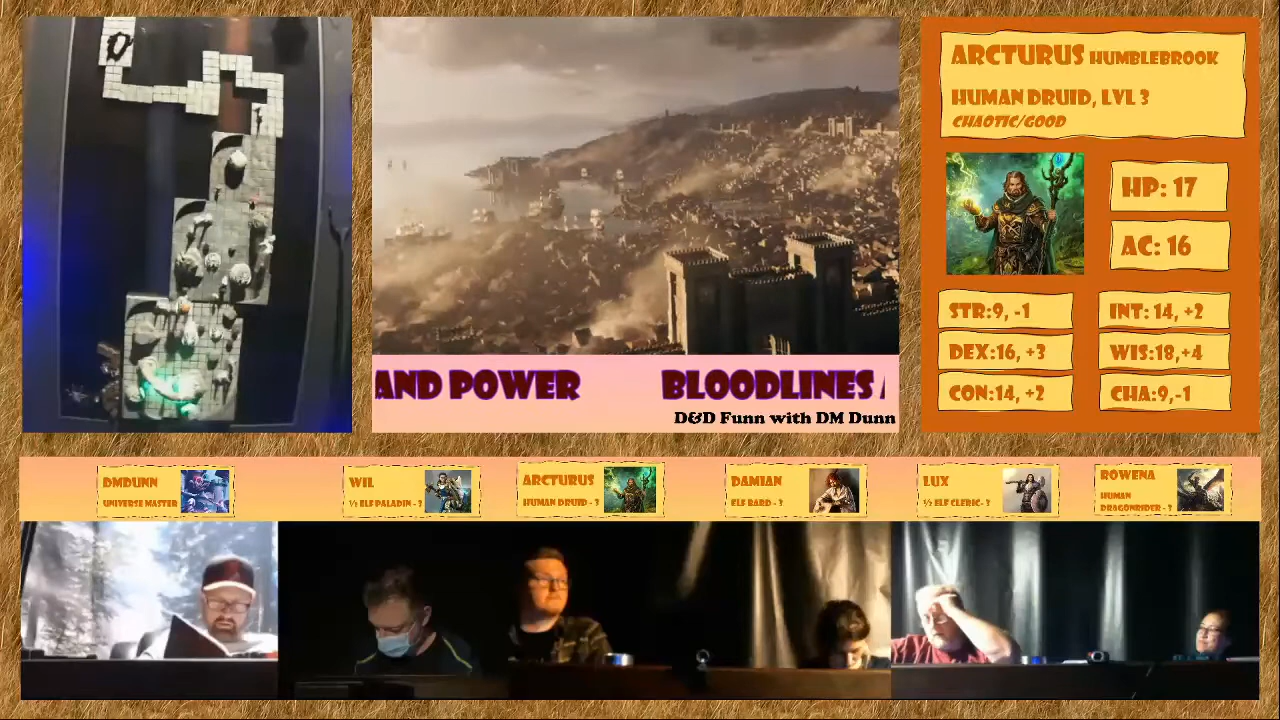 AND POWER BLOODLINES
D&D Funn with DM Dunn
ARCTURUS HUMBLEBROOK
HUMAN DRUID, LVL 3
CHAOTIC/GOOD
HP: 17
AC: 16
STR:9, -1
INT: 14, +2
DEX:16, +3
WIS:18,+4
CON:14, +2
CHA:9,-1
DMDUNN
UNIVERSE MASTER
WIL
½ ELF PALADIN - 3
ARCTURUS
HUMAN DRUID - 3
DAMIAN
ELF BARD - 3
LUX
½ ELF CLERIC- 3
ROWENA
HUMAN
DRAGONRIDER - 3